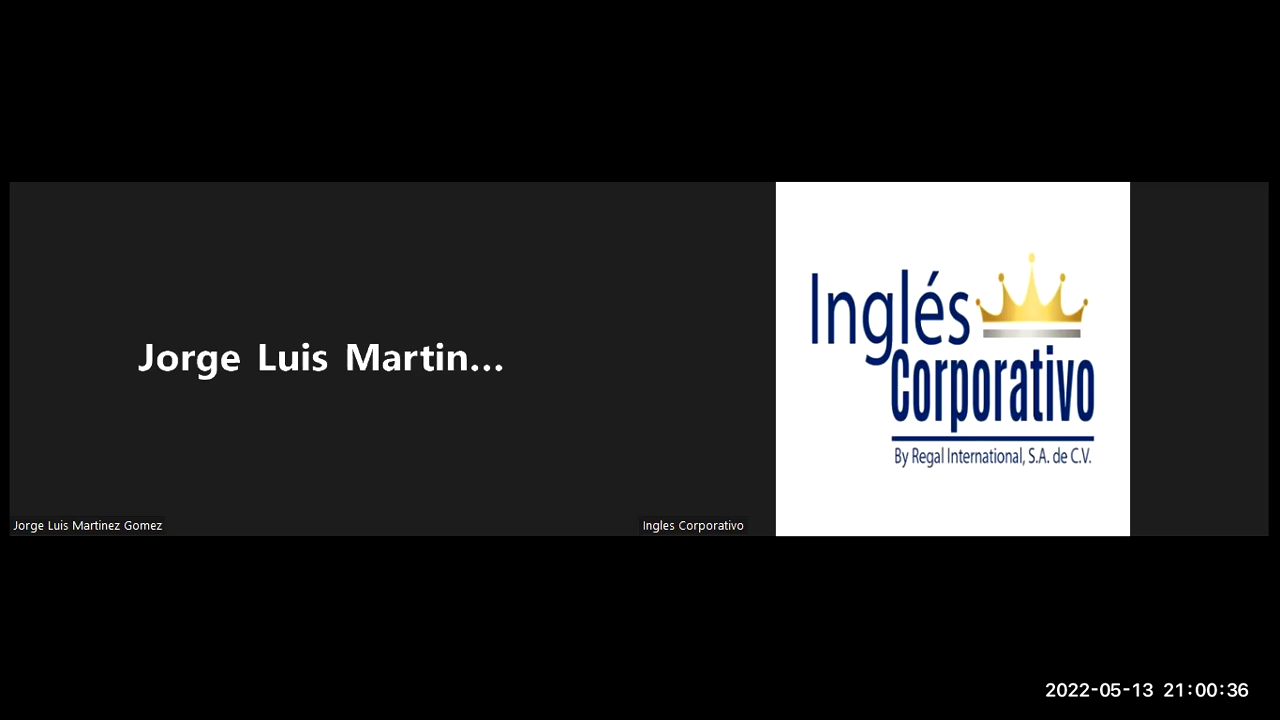 Jorge Luis Martin...
Jorge Luis Martinez Gomez
Ingles Corporativo
Inglés
Corporativo
By Regal International, S.A. de C.V.
2022-05-13 21:00:36